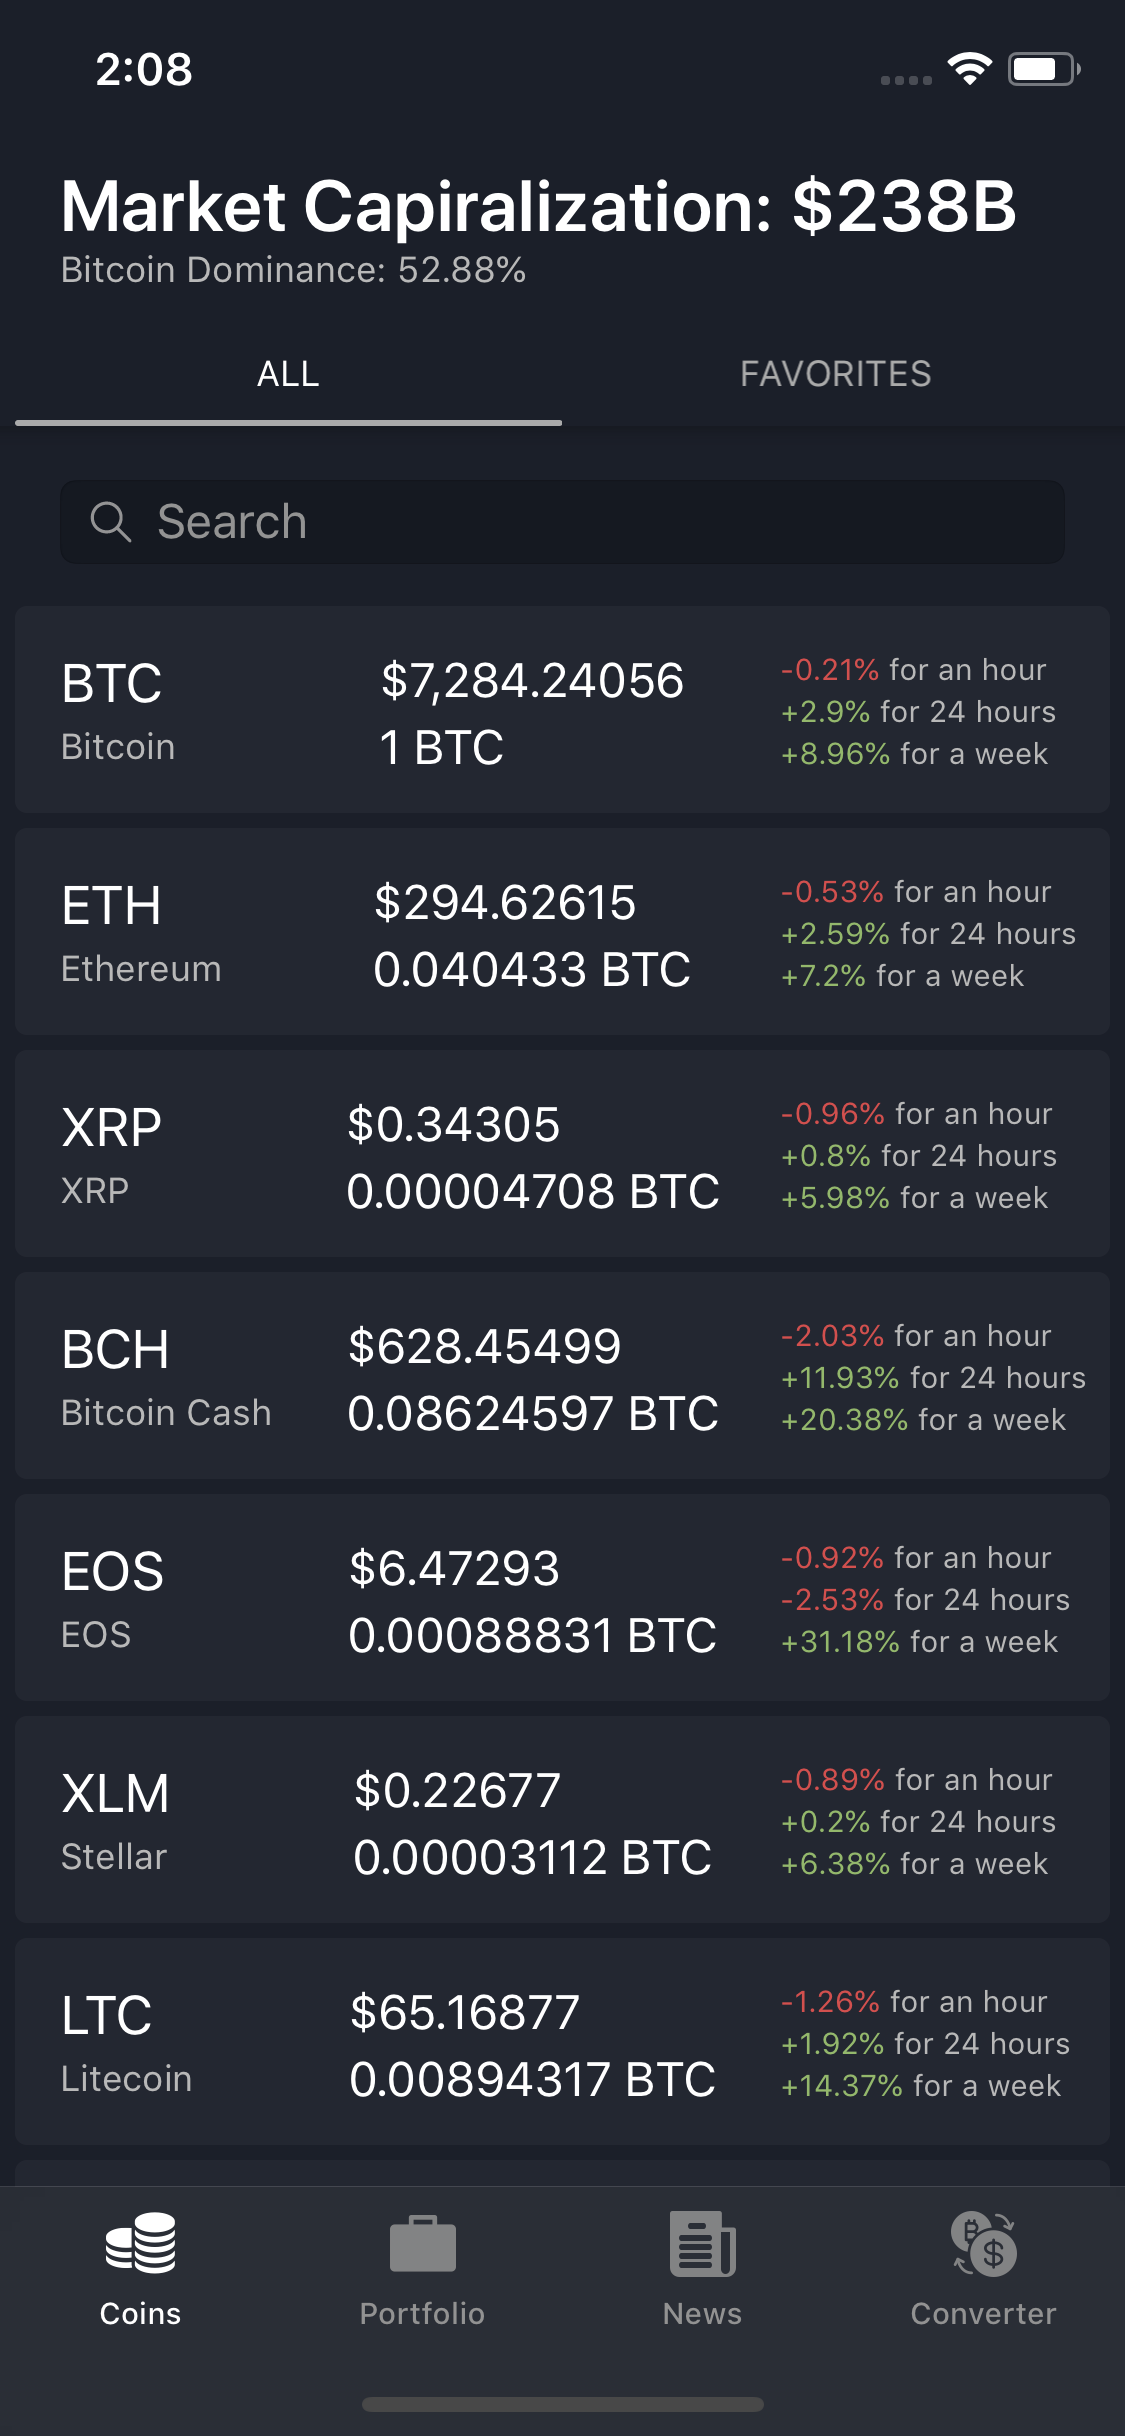 2:08
Market Capiralization: $238B
Bitcoin Dominance: 52.88%
ALL
FAVORITES
Search
BTC
Bitcoin
$7,284.24056
1 BTC
-0.21% for an hour
+2.9% for 24 hours
+8.96% for a week
ETH
Ethereum
$294.62615
0.040433 BTC
-0.53% for an hour
+2.59% for 24 hours
+7.2% for a week
XRP
XRP
$0.34305
0.00004708 BTC
-0.96% for an hour
+0.8% for 24 hours
+5.98% for a week
BCH
Bitcoin Cash
$628.45499
0.08624597 BTC
-2.03% for an hour
+11.93% for 24 hours
+20.38% for a week
EOS
EOS
$6.47293
0.00088831 BTC
-0.92% for an hour
-2.53% for 24 hours
+31.18% for a week
XLM
Stellar
$0.22677
0.00003112 BTC
-0.89% for an hour
+0.2% for 24 hours
+6.38% for a week
LTC
Litecoin
$65.16877
0.00894317 BTC
-1.26% for an hour
+1.92% for 24 hours
+14.37% for a week
Coins
Portfolio
News
Converter